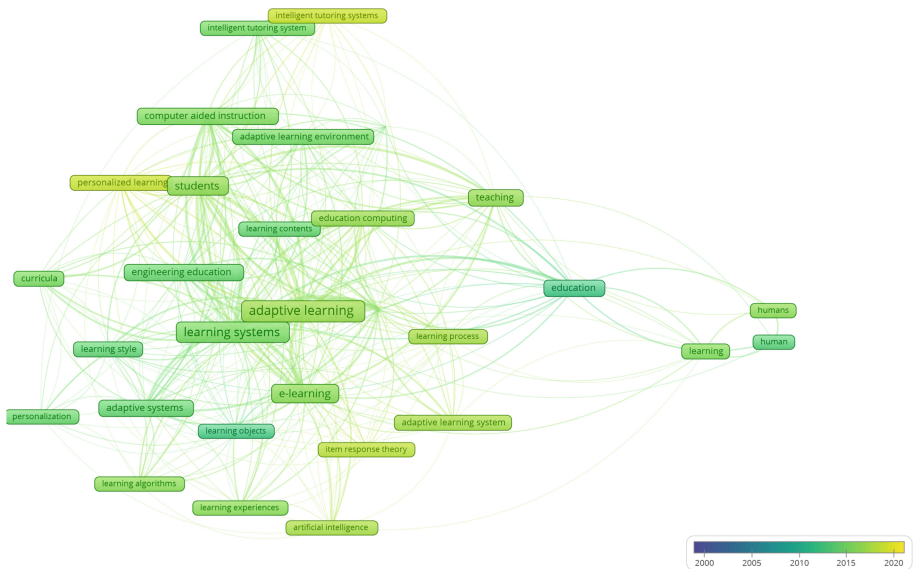 intelligent tutoring systems
intelligent tutoring system
computer aided instruction
adaptive learning environment
personalized learning
students
teaching
education computing
learning contents
engineering education
curricula
education
adaptive learning
humans
learning systems
learning process
human
learning style
learning
e-learning
adaptive systems
personalization
adaptive learning system
learning objects
item response theory
learning algorithms
learning experiences
artificial intelligence
2000 2005 2010 2015 2020